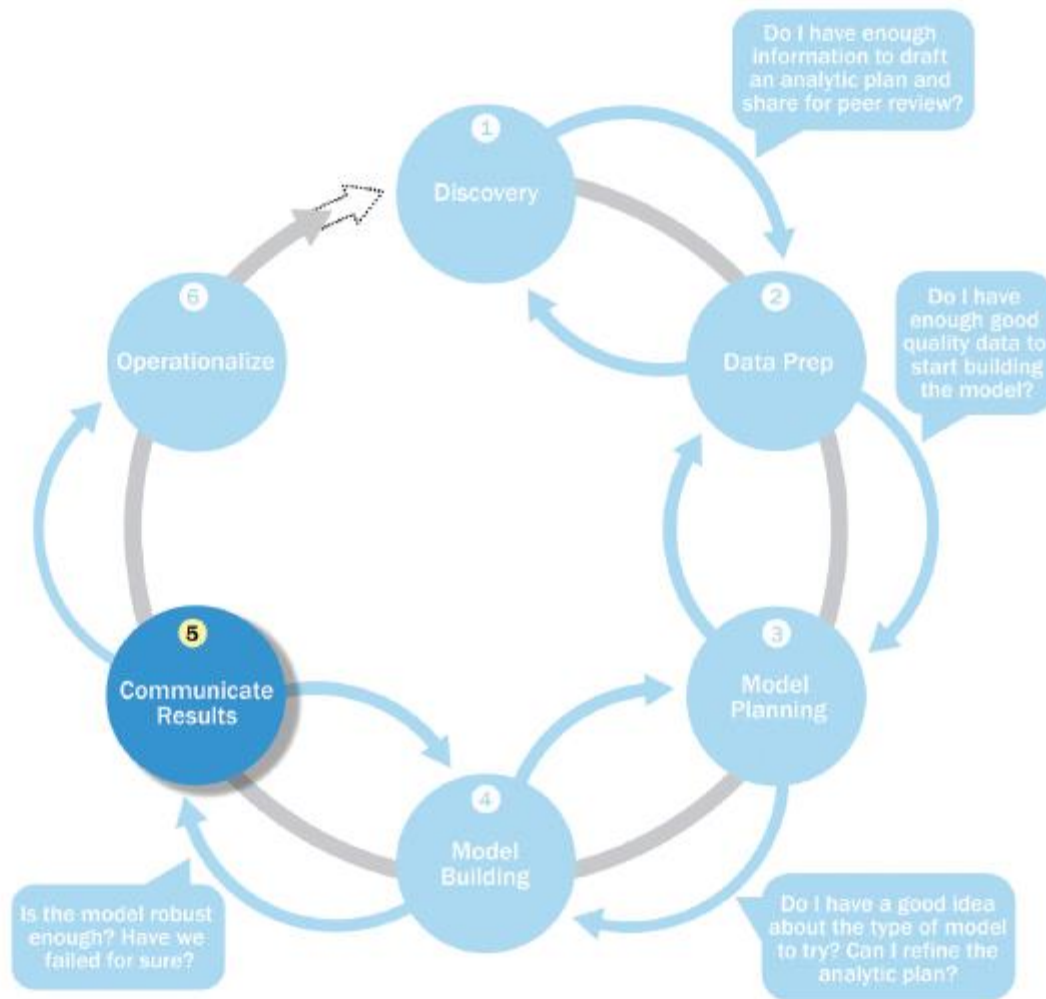 Do I have enough
information to draft
an analytic plan and
share for peer review?
1
Discovery
2
Data Prep
Do I have
enough good
quality data to
start building
the model?
6
Operationalize
3
Model
Planning
5
Communicate
Results
4
Model
Building
Is the model robust
enough? Have we
failed for sure?
Do I have a good idea
about the type of model
to try? Can I refine the
analytic plan?